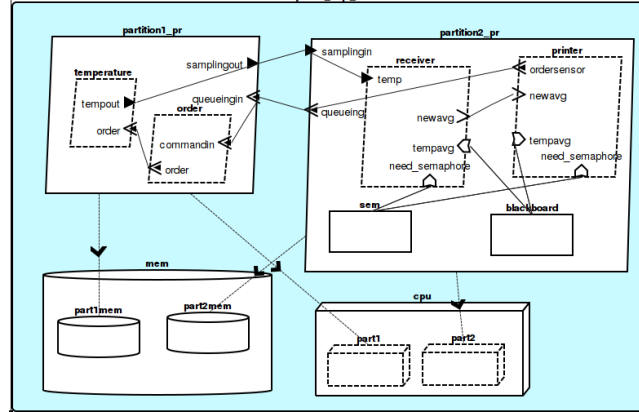 partition1_pr
partition2_pr
temperature
tempout
order
order
commandin
order
samplingout
queueingin
samplingin
queueing
receiver
temp
newavg
tempavg
need_semaphore
printer
ordersensor
newavg
tempavg
need_semaphore
sem
blackboard
mem
part1mem
part2mem
cpu
part1
part2